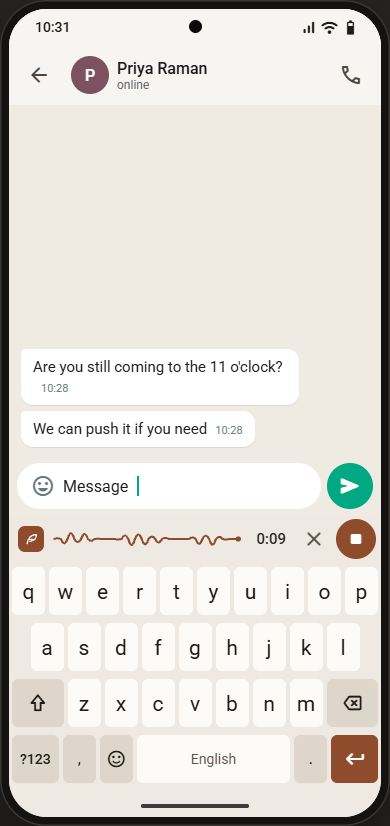 10:31
P
Priya Raman
online
Are you still coming to the 11 o'clock?
10:28
We can push it if you need 10:28
Message
0:09
q w e r t y u i o p
a s d f g h j k l
z x c v b n m
?123 , English .